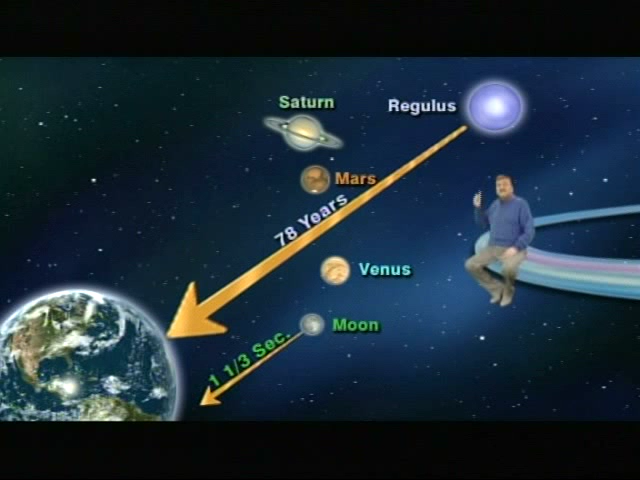 Saturn
Regulus
Mars
78 Years
Venus
Moon
1 1/3 Sec.